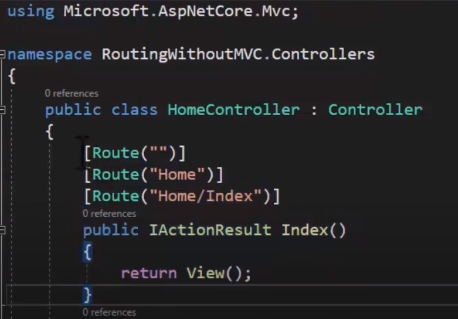 using Microsoft.AspNetCore.Mvc;
namespace RoutingWithoutMVC.Controllers
{
0 references
public class HomeController : Controller
{
[Route("")]
[Route("Home")]
[Route("Home/Index")]
0 references
public IActionResult Index()
{
return View();
}
0 references